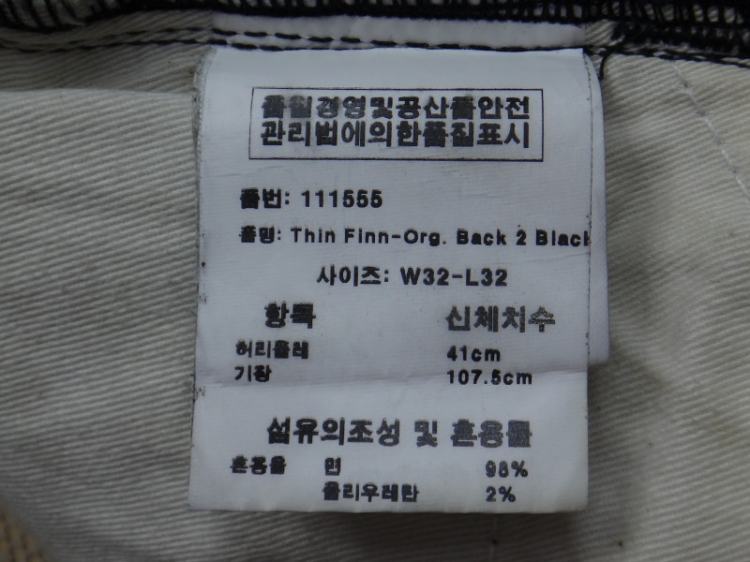 품질경영및공산품안전
관리법에의한품질표시
품번: 111555
품명: Thin Finn-Org. Back 2 Black
사이즈: W32-L32
항목 신체치수
허리둘레 41cm
기장 107.5cm
섬유의조성 및 혼용률
혼용율 면 98%
폴리우레탄 2%